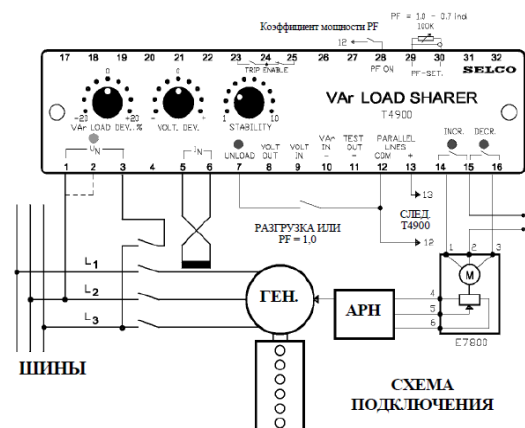 Коэффициент мощности PF
PF = 1.0 - 0.7 ind
100K
12
17 18 19 20 21 22 23 24 25 26 27 28 29 30 31 32
TRIP ENABLE
PF ON
PF-SET.
SELCO
0
0
-20 +20
1 10
VAr LOAD DEV..%
VOLT. DEV.
STABILITY
VAr LOAD SHARER
T4900
UN
IN
UNLOAD
VOLT OUT
VOLT IN
VAr IN
TEST OUT
PARALLEL LINES
COM +
INCR.
DECR.
1 2 3 4 5 6 7 8 9 10 11 12 13 14 15 16
13
РАЗГРУЗКА ИЛИ
PF = 1,0
СЛЕД.
T4900
12
L1
L2
L3
ГЕН.
АРН
1 2 3
M
4
5
6
E7800
ШИНЫ
СХЕМА
ПОДКЛЮЧЕНИЯ